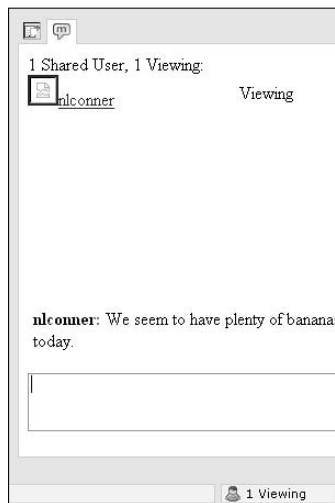 m
1 Shared User, 1 Viewing:
nlconner Viewing
nlconner: We seem to have plenty of banana
today.
1 Viewing